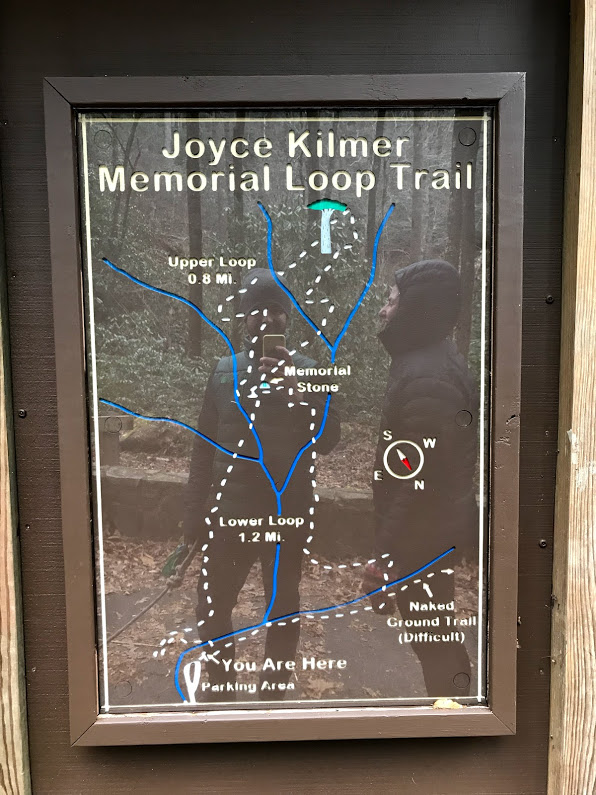 Joyce Kilmer
Memorial Loop Trail
Upper Loop
0.8 Mi.
Memorial
Stone
S
W
E
N
Lower Loop
1.2 Mi.
Naked
Ground Trail
(Difficult)
You Are Here
Parking Area